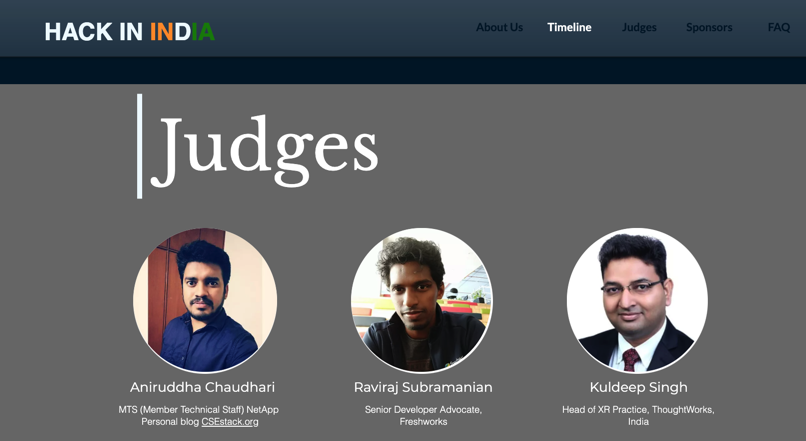 HACK IN INDIA
About Us
Timeline
Judges
Sponsors
FAQ
Judges
Aniruddha Chaudhari
MTS (Member Technical Staff) NetApp
Personal blog CSEstack.org
Raviraj Subramanian
Senior Developer Advocate,
Freshworks
Kuldeep Singh
Head of XR Practice, ThoughtWorks,
India